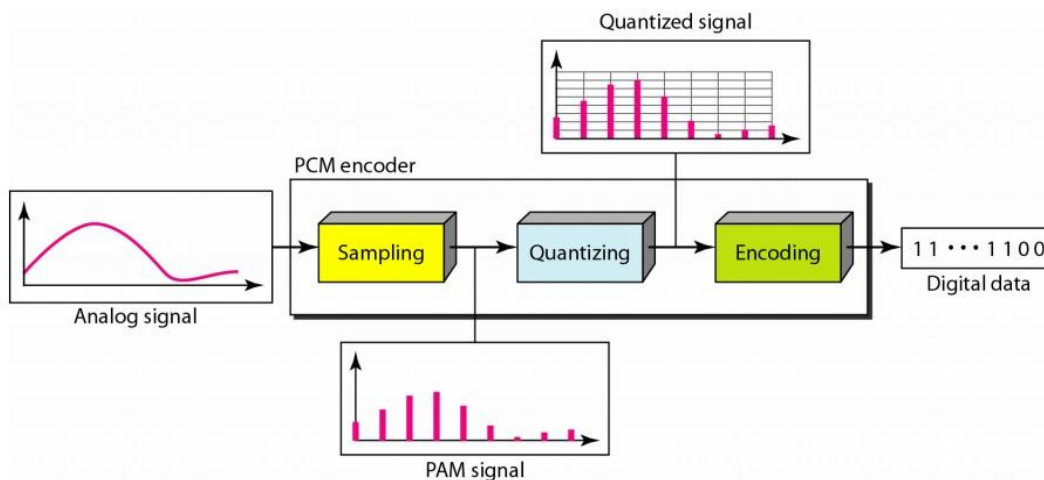 Quantized signal
PCM encoder
Sampling
Quantizing
Encoding
11···1100
Digital data
Analog signal
PAM signal